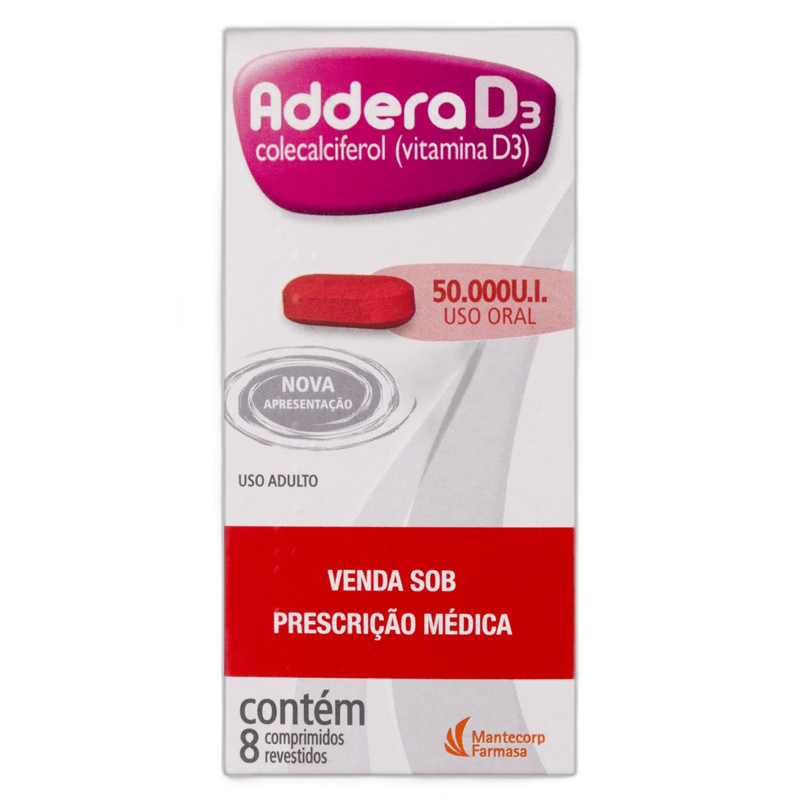 Addera D3
colecalciferol (vitamina D3)
50.000U.I.
USO ORAL
NOVA
APRESENTAÇÃO
USO ADULTO
VENDA SOB
PRESCRIÇÃO MÉDICA
contém
8 comprimidos
revestidos
Mantecorp
Farmasa